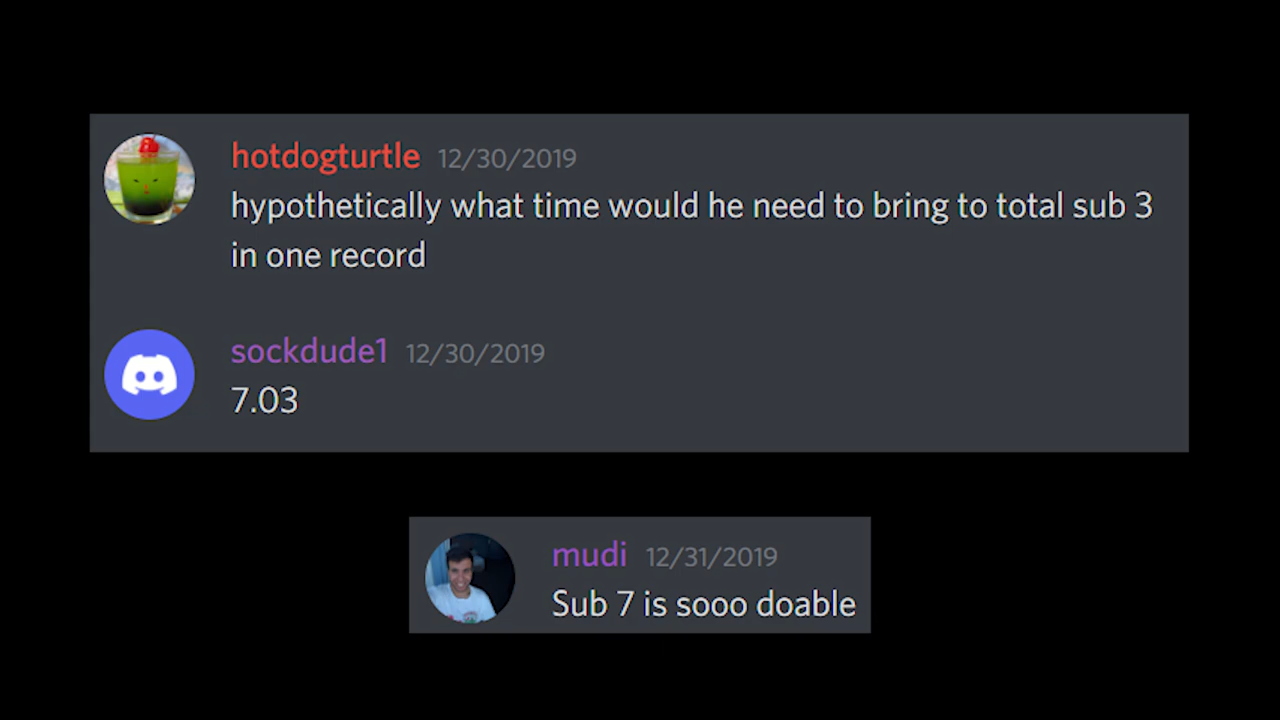 hotdogturtle 12/30/2019
hypothetically what time would he need to bring to total sub 3
in one record
sockdude1 12/30/2019
7.03
mudi 12/31/2019
Sub 7 is sooo doable